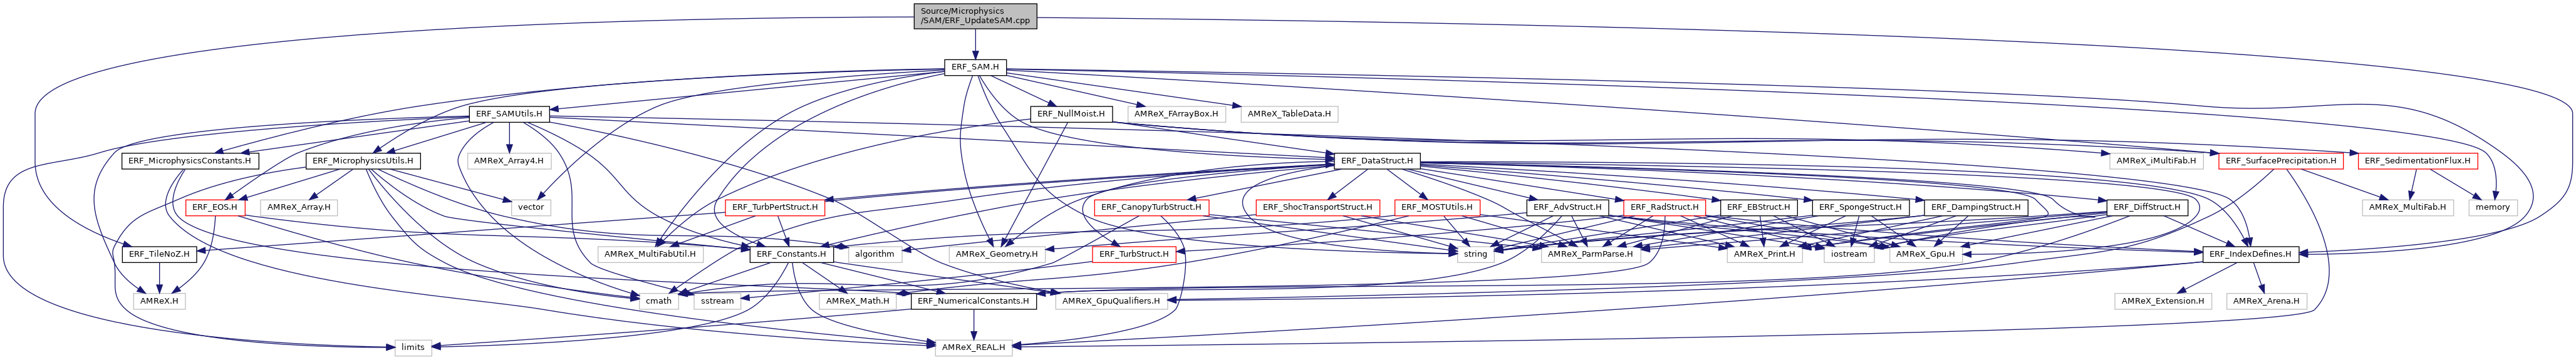 Source/Microphysics
/SAM/ERF_UpdateSAM.cpp
ERF_SAM.H
ERF_SAMUtils.H
ERF_NullMoist.H
AMReX_FArrayBox.H
AMReX_TableData.H
ERF_MicrophysicsConstants.H
ERF_MicrophysicsUtils.H
AMReX_Array4.H
ERF_DataStruct.H
AMReX_iMultiFab.H
ERF_SurfacePrecipitation.H
ERF_SedimentationFlux.H
ERF_EOS.H
AMReX_Array.H
vector
ERF_TurbPertStruct.H
ERF_CanopyTurbStruct.H
ERF_ShocTransportStruct.H
ERF_MOSTUtils.H
ERF_AdvStruct.H
ERF_RadStruct.H
ERF_EBStruct.H
ERF_SpongeStruct.H
ERF_DampingStruct.H
ERF_DiffStruct.H
AMReX_MultiFab.H
memory
ERF_TileNoZ.H
AMReX_MultiFabUtil.H
ERF_Constants.H
algorithm
AMReX_Geometry.H
ERF_TurbStruct.H
string
AMReX_ParmParse.H
AMReX_Print.H
iostream
AMReX_Gpu.H
ERF_IndexDefines.H
AMReX.H
cmath
sstream
AMReX_Math.H
ERF_NumericalConstants.H
AMReX_GpuQualifiers.H
AMReX_Extension.H
AMReX_Arena.H
limits
AMReX_REAL.H